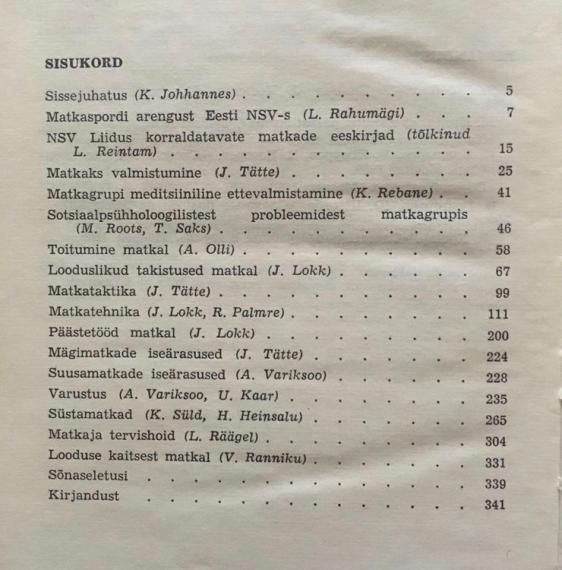 SISUKORD
Sissejuhatus (K. Johhannes) . . . . . . . . . . 5
Matkaspordi arengust Eesti NSV-s (L. Rahumägi) . . . 7
NSV Liidus korraldatavate matkade eeskirjad (tõlkinud
L. Reintam) . . . . . . . . . . . . . 15
Matkaks valmistumine (J. Tätte) . . . . . . . . 25
Matkagrupi meditsiiniline ettevalmistamine (K. Rebane) . . 41
Sotsiaalpsühholoogilistest probleemidest matkagrupis
(M. Roots, T. Saks) . . . . . . . . . . 46
Toitumine matkal (A. Olli) . . . . . . . . . . 58
Looduslikud takistused matkal (J. Lokk) . . . . . . 67
Matkataktika (J. Tätte) . . . . . . . . . . . 99
Matkatehnika (J. Lokk, R. Palmre) . . . . . . . . 111
Päästetööd matkal (J. Lokk) . . . . . . . . . 200
Mägimatkade iseärasused (J. Tätte) . . . . . . . 224
Suusamatkade iseärasused (A. Variksoo) . . . . . . 228
Varustus (A. Variksoo, U. Kaar) . . . . . . . . 235
Süstamatkad (K. Süld, H. Heinsalu) . . . . . . . 265
Matkaja tervishoid (L. Räägel) . . . . . . . . . 304
Looduse kaitsest matkal (V. Ranniku) . . . . . . . 331
Sõnaseletusi . . . . . . . . . . . . . . 339
Kirjandust . . . . . . . . . . . . . . 341